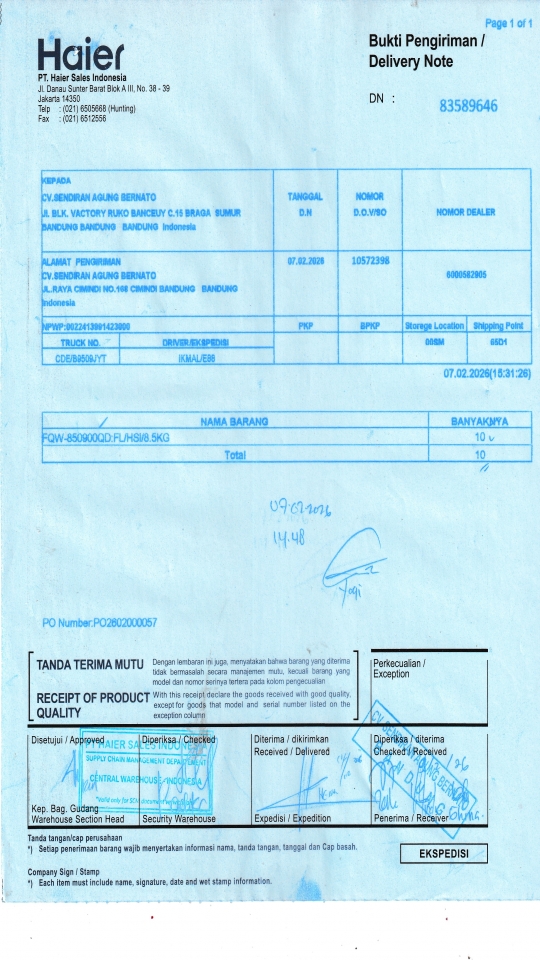 Page 1 of 1
Haier
Bukti Pengiriman /
Delivery Note
PT. Haier Sales Indonesia
Jl. Danau Sunter Barat Blok A III, No. 38 - 39
Jakarta 14350
Telp : (021) 6505668 (Hunting)
Fax : (021) 6512556
DN : 83589646
KEPADA
CV.SENDIRAN AGUNG BERNATO
JL. BLK. VACTORY RUKO BANCEUY C.15 BRAGA SUMUR
BANDUNG BANDUNG BANDUNG Indonesia
TANGGAL
D.N
NOMOR
D.O.V/SO
NOMOR DEALER
ALAMAT PENGIRIMAN
CV.SENDIRAN AGUNG BERNATO
JL.RAYA CIMINDI NO.168 CIMINDI BANDUNG BANDUNG
Indonesia
07.02.2026
10572398
6000582905
NPWP:0022413991423000
PKP
BPKP
Storege Location
Shipping Point
TRUCK NO.
DRIVER/EKSPEDISI
00SM
65D1
CDE/B9509JYT
IKMAL/E86
07.02.2026(15:31:26)
NAMA BARANG
BANYAKNYA
FQW-850900QD:FL/HSI/8.5KG
10
Total
10
07-02-2026
14.48
Yogi
PO Number:PO2602000057
TANDA TERIMA MUTU
Dengan lembaran ini juga, menyatakan bahwa barang yang diterima
tidak bermasalah secara manajemen mutu, kecuali barang yang
model dan nomor serinya tertera pada kolom pengecualian
RECEIPT OF PRODUCT
QUALITY
With this receipt declare the goods received with good quality,
except for goods that model and serial number listed on the
exception column
Perkecualian /
Exception
Disetujui / Approved
Diperiksa / Checked
Diterima / dikirimkan
Received / Delivered
Diperiksa / diterima
Checked / Received
PT HAIER SALES INDONESIA
SUPPLY CHAIN MANAGEMENT DEPARTEMENT
CENTRAL WAREHOUSE - INDONESIA
Kep. Bag. Gudang
Warehouse Section Head
Security Warehouse
Expedisi / Expedition
Penerima / Receiver
Tanda tangan/cap perusahaan
*) Setiap penerimaan barang wajib menyertakan informasi nama, tanda tangan, tanggal dan Cap basah.
EKSPEDISI
Company Sign / Stamp
*) Each item must include name, signature, date and wet stamp information.